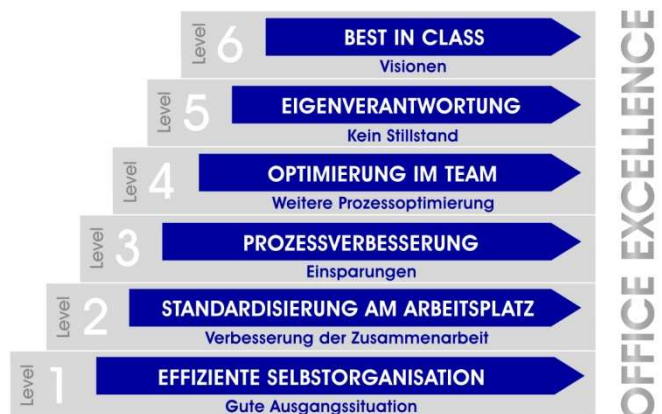 Level 6
BEST IN CLASS
Visionen
Level 5
EIGENVERANTWORTUNG
Kein Stillstand
Level 4
OPTIMIERUNG IM TEAM
Weitere Prozessoptimierung
Level 3
PROZESSVERBESSERUNG
Einsparungen
Level 2
STANDARDISIERUNG AM ARBEITSPLATZ
Verbesserung der Zusammenarbeit
Level 1
EFFIZIENTE SELBSTORGANISATION
Gute Ausgangssituation
OFFICE EXCELLENCE